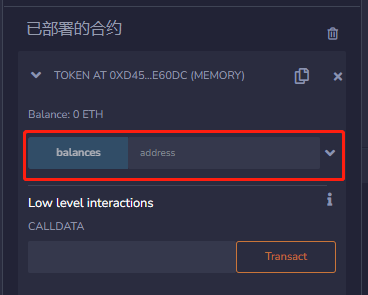 已部署的合约
TOKEN AT 0XD45...E60DC (MEMORY)
Balance: 0 ETH
balances address
Low level interactions
CALLDATA
Transact